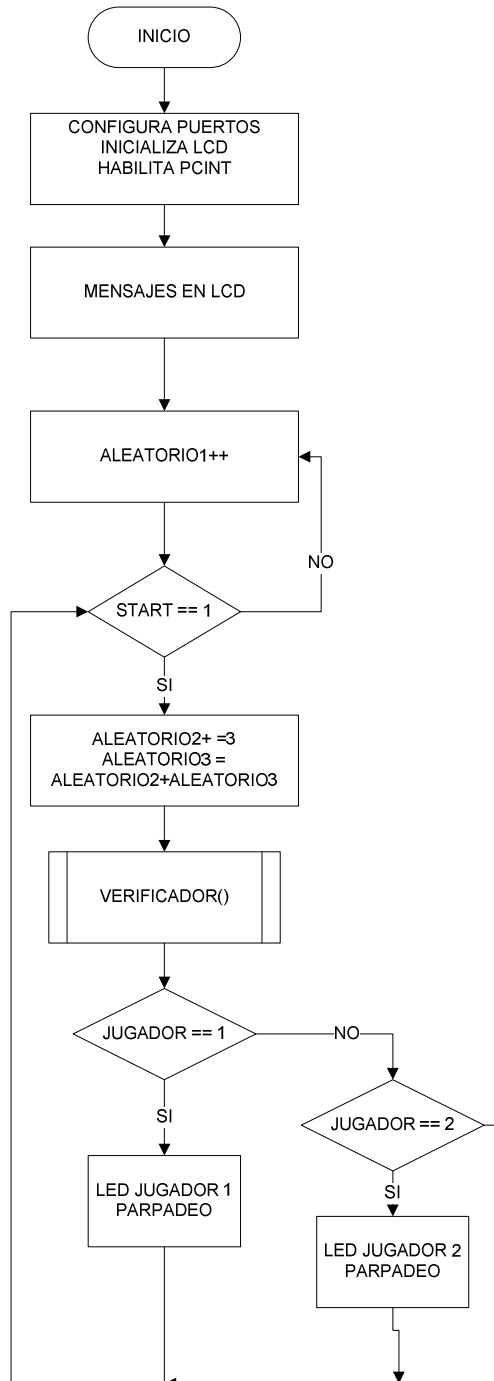 INICIO
CONFIGURA PUERTOS
INICIALIZA LCD
HABILITA PCINT
MENSAJES EN LCD
ALEATORIO1++
NO
START == 1
SI
ALEATORIO2+ =3
ALEATORIO3 =
ALEATORIO2+ALEATORIO3
VERIFICADOR()
JUGADOR == 1
NO
JUGADOR == 2
SI
LED JUGADOR 1
PARPADEO
SI
LED JUGADOR 2
PARPADEO